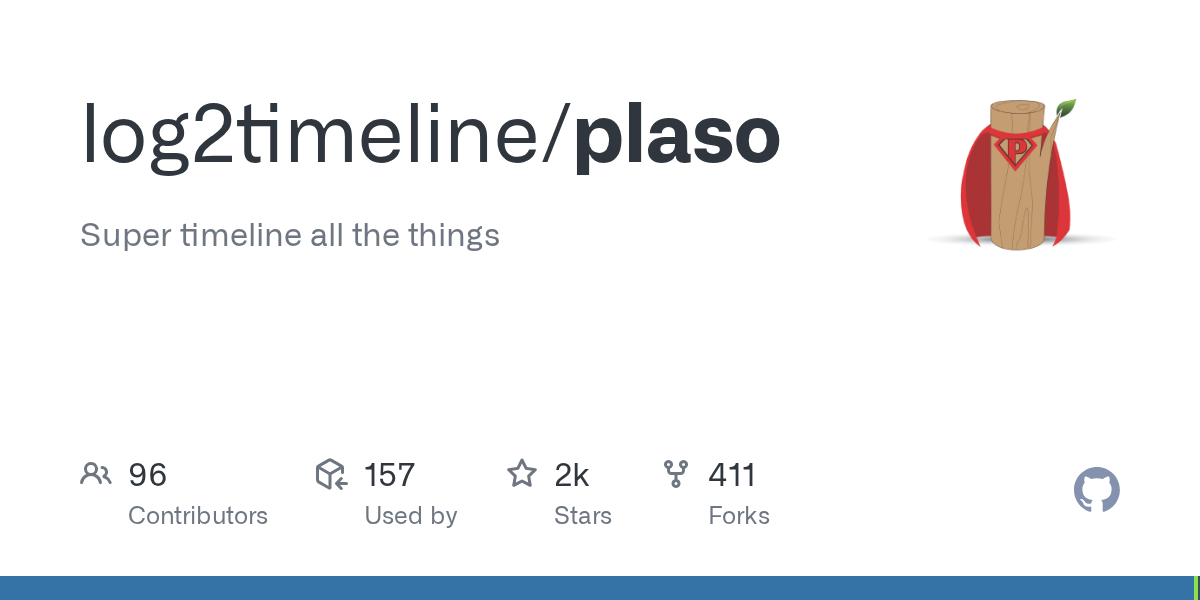 log2timeline/plaso
P
Super timeline all the things
96 157 2k 411
Contributors Used by Stars Forks